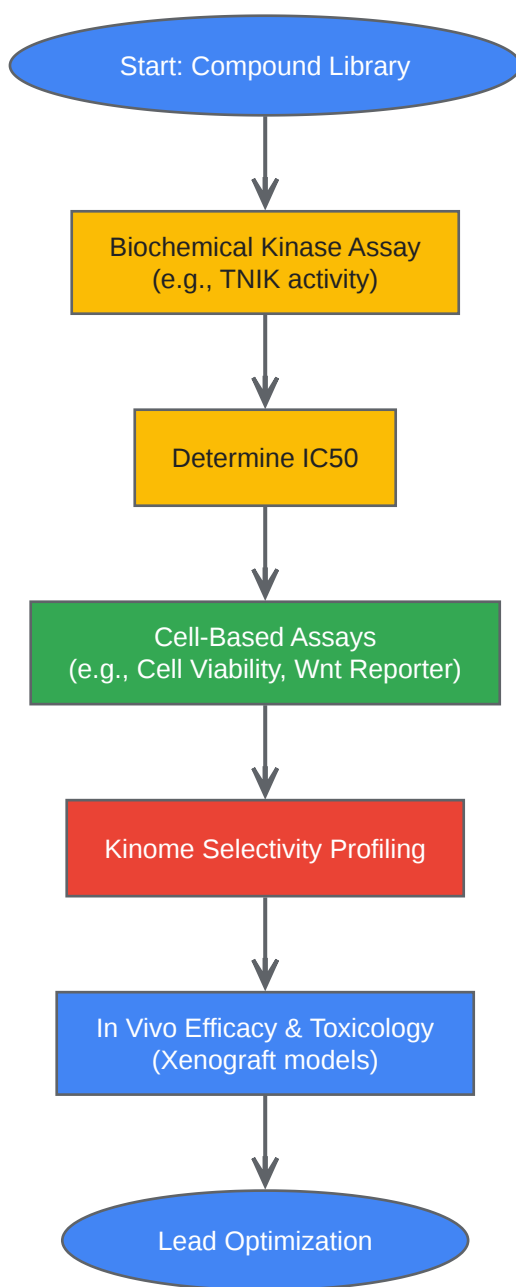 Start: Compound Library
Biochemical Kinase Assay
(e.g., TNIK activity)
Determine IC50
Cell-Based Assays
(e.g., Cell Viability, Wnt Reporter)
Kinome Selectivity Profiling
In Vivo Efficacy & Toxicology
(Xenograft models)
Lead Optimization